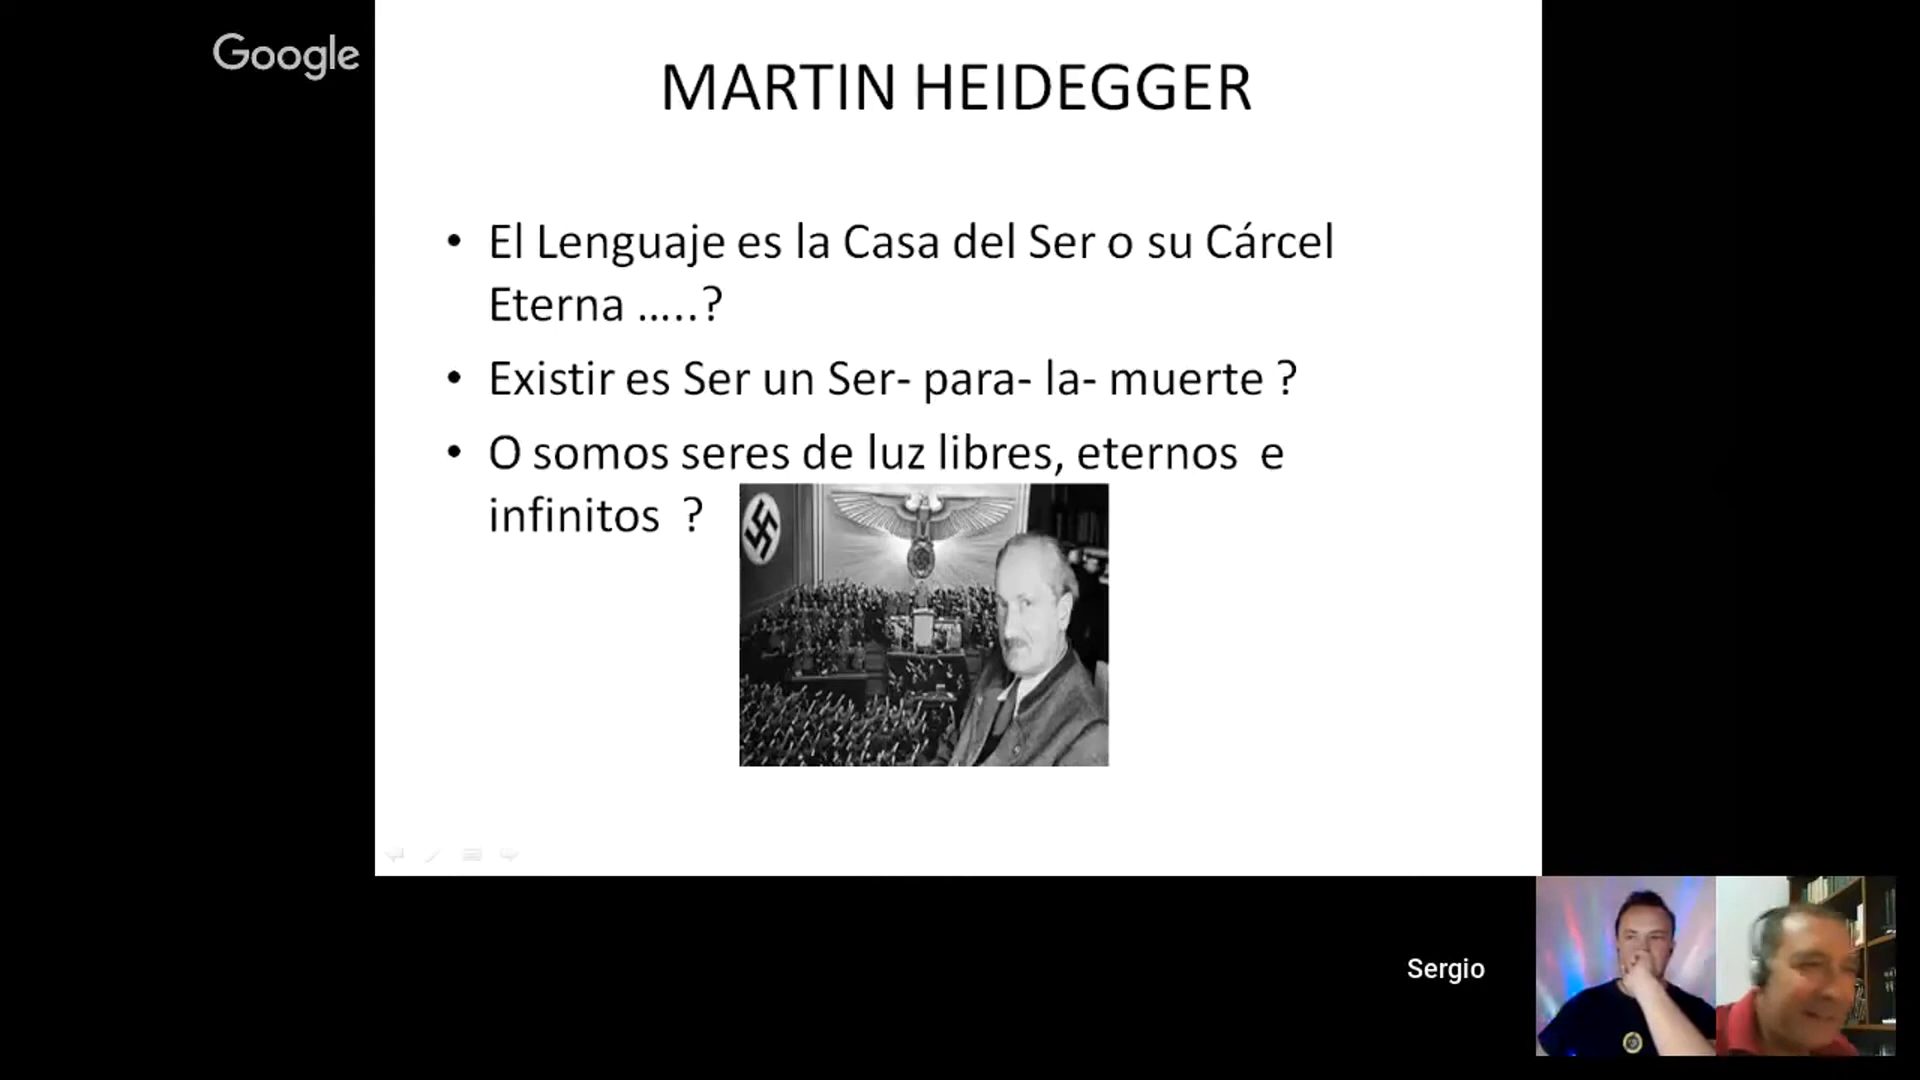 Google
MARTIN HEIDEGGER
• El Lenguaje es la Casa del Ser o su Cárcel
Eterna .....?
• Existir es Ser un Ser- para- la- muerte ?
• O somos seres de luz libres, eternos e
infinitos ?
Sergio